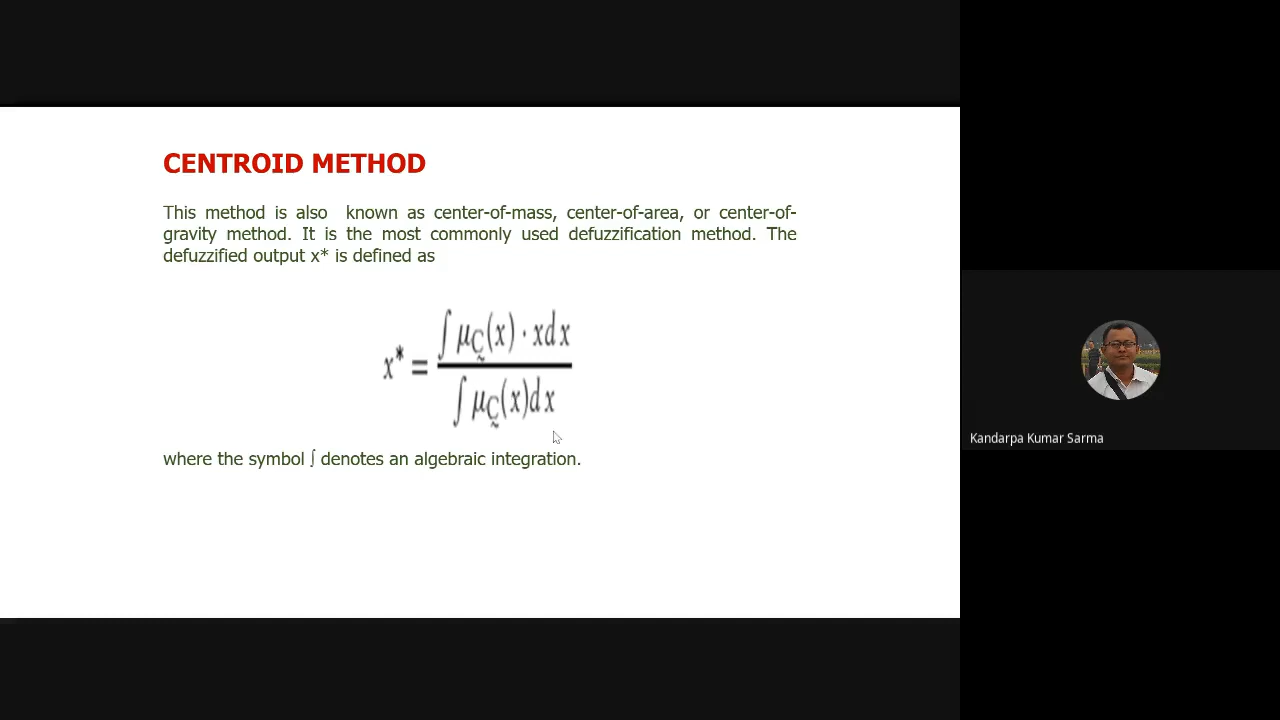 CENTROID METHOD
This method is also known as center-of-mass, center-of-area, or center-of-
gravity method. It is the most commonly used defuzzification method. The
defuzzified output x* is defined as
x* = ∫ μC̰(x) · xdx / ∫ μC̰(x)dx
where the symbol ∫ denotes an algebraic integration.
Kandarpa Kumar Sarma